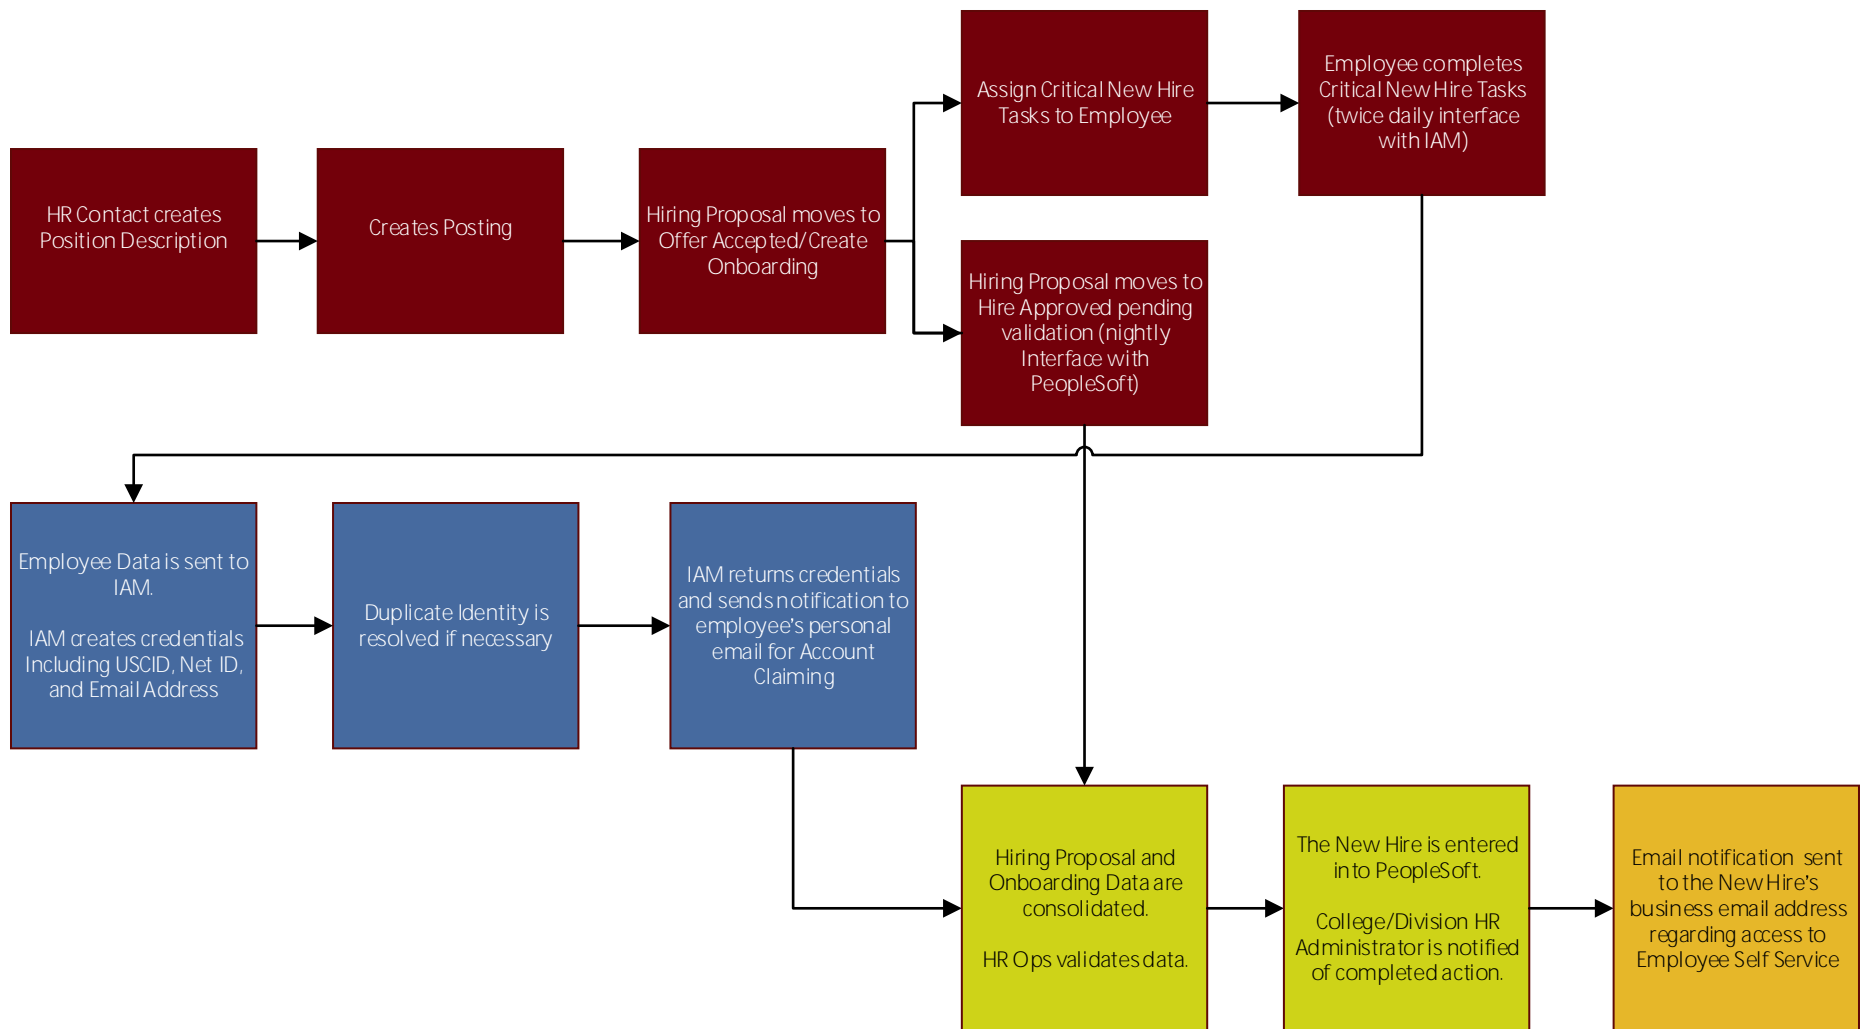 HR Contact creates
Position Description
Creates Posting
Hiring Proposal moves to
Offer Accepted/Create
Onboarding
Assign Critical New Hire
Tasks to Employee
Employee completes
Critical New Hire Tasks
(twice daily interface
with IAM)
Hiring Proposal moves to
Hire Approved pending
validation (nightly
Interface with
PeopleSoft)
Employee Data is sent to
IAM.
IAM creates credentials
Including USCID, Net ID,
and Email Address
Duplicate Identity is
resolved if necessary
IAM returns credentials
and sends notification to
employee's personal
email for Account
Claiming
Hiring Proposal and
Onboarding Data are
consolidated.
HR Ops validates data.
The New Hire is entered
into PeopleSoft.
College/Division HR
Administrator is notified
of completed action.
Email notification sent
to the New Hire's
business email address
regarding access to
Employee Self Service